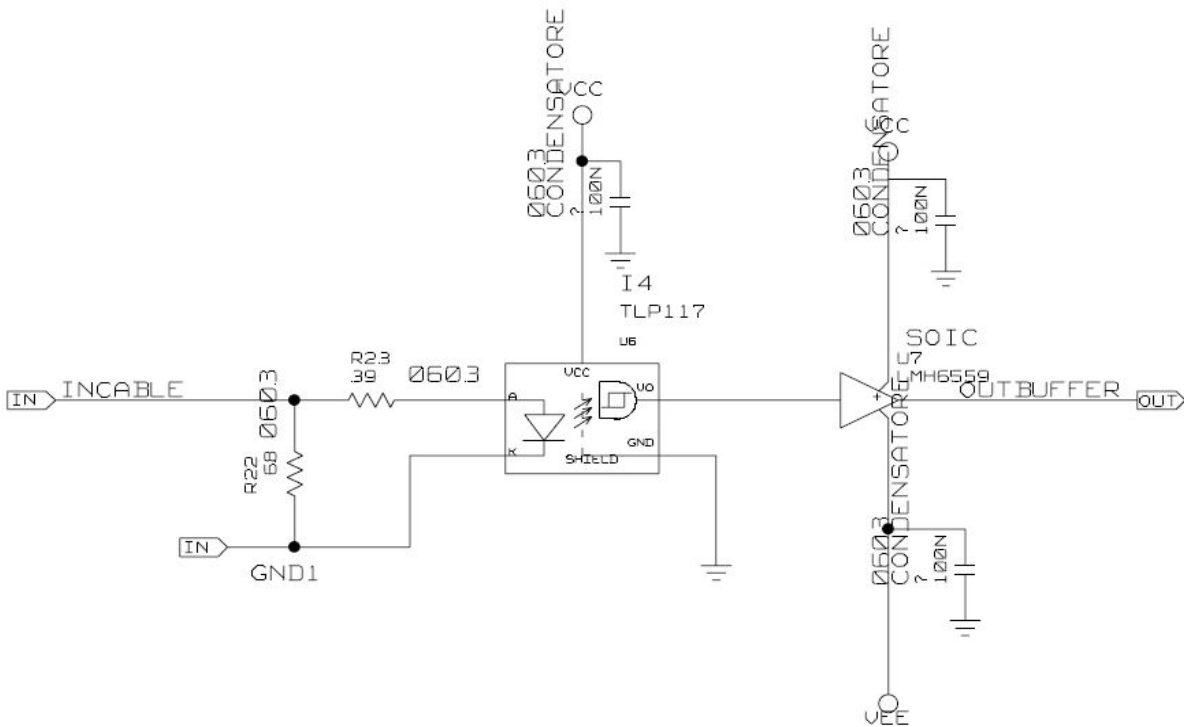 CONDENSATORE
VCC
0603
?
100N
CONDENSATORE
VCC
0603
?
100N
I4
TLP117
U6
VCC
A
K
VO
GND
SHIELD
IN
INCABLE
R23
39
0603
R22
68
0603
IN
GND1
SOIC
U7
LMH6559
+
OUTBUFFER
OUT
CONDENSATORE
0603
?
100N
VEE